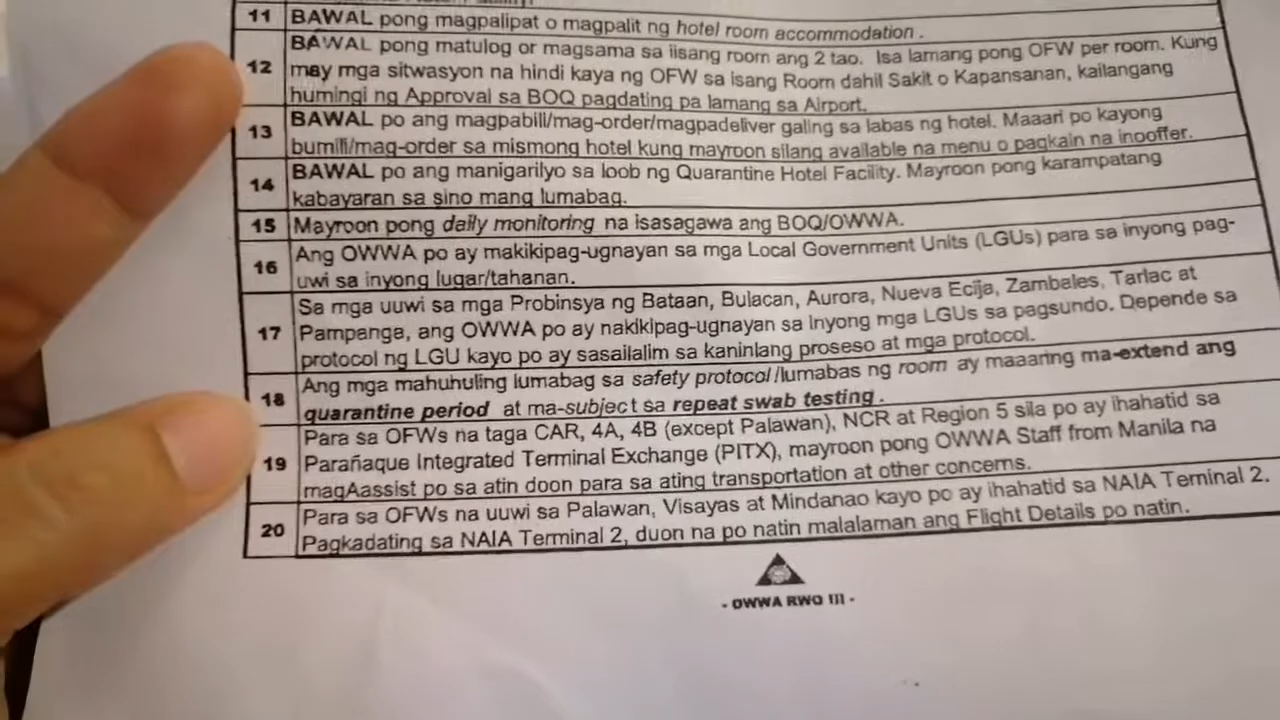 11 BAWAL pong magpalipat o magpalit ng hotel room accommodation .
BAWAL pong matulog or magsama sa iisang room ang 2 tao. Isa lamang pong OFW per room. Kung
12 may mga sitwasyon na hindi kaya ng OFW sa isang Room dahil Sakit o Kapansanan, kailangang
humingi ng Approval sa BOQ pagdating pa lamang sa Airport.
13 BAWAL po ang magpabili/mag-order/magpadeliver galing sa labas ng hotel. Maaari po kayong
bumili/mag-order sa mismong hotel kung mayroon silang available na menu o pagkain na inooffer.
14 BAWAL po ang manigarilyo sa loob ng Quarantine Hotel Facility. Mayroon pong karampatang
kabayaran sa sino mang lumabag.
15 Mayroon pong daily monitoring na isasagawa ang BOQ/OWWA.
16 Ang OWWA po ay makikipag-ugnayan sa mga Local Government Units (LGUs) para sa inyong pag-
uwi sa inyong lugar/tahanan.
Sa mga uuwi sa mga Probinsya ng Bataan, Bulacan, Aurora, Nueva Ecija, Zambales, Tarlac at
17 Pampanga, ang OWWA po ay nakikipag-ugnayan sa inyong mga LGUs sa pagsundo. Depende sa
protocol ng LGU kayo po ay sasailalim sa kaninlang proseso at mga protocol.
18 Ang mga mahuhuling lumabag sa safety protocol/lumabas ng room ay maaaring ma-extend ang
quarantine period at ma-subject sa repeat swab testing .
Para sa OFWs na taga CAR, 4A, 4B (except Palawan), NCR at Region 5 sila po ay ihahatid sa
19 Parañaque Integrated Terminal Exchange (PITX), mayroon pong OWWA Staff from Manila na
magAassist po sa atin doon para sa ating transportation at other concerns.
20 Para sa OFWs na uuwi sa Palawan, Visayas at Mindanao kayo po ay ihahatid sa NAIA Terninal 2.
Pagkadating sa NAIA Terminal 2, duon na po natin malalaman ang Flight Details po natin.
- OWWA RWO III -